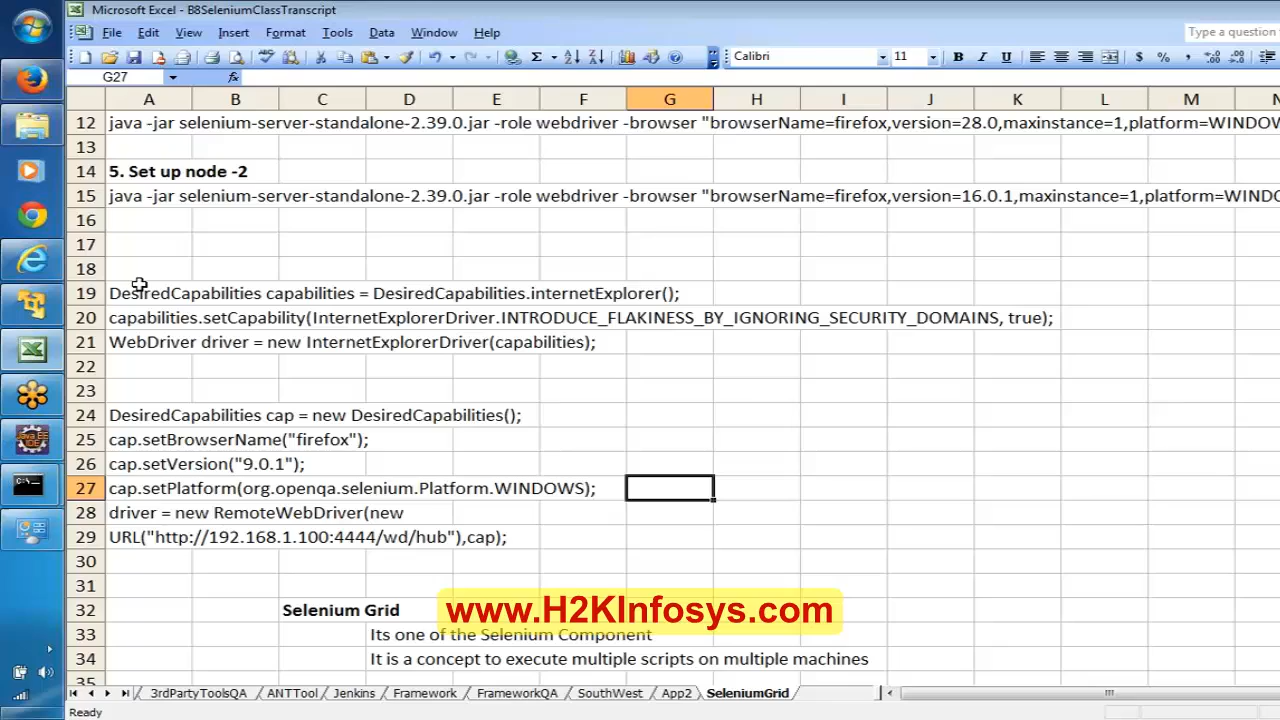 Microsoft Excel - B8SeleniumClassTranscript
File Edit View Insert Format Tools Data Window Help
Type a question
Calibri 11 B I U $ %
G27 fx
A B C D E F G H I J K L M
12 java -jar selenium-server-standalone-2.39.0.jar -role webdriver -browser "browserName=firefox,version=28.0,maxinstance=1,platform=WINDOW
13
14 5. Set up node -2
15 java -jar selenium-server-standalone-2.39.0.jar -role webdriver -browser "browserName=firefox,version=16.0.1,maxinstance=1,platform=WINDO
16
17
18
19 DesiredCapabilities capabilities = DesiredCapabilities.internetExplorer();
20 capabilities.setCapability(InternetExplorerDriver.INTRODUCE_FLAKINESS_BY_IGNORING_SECURITY_DOMAINS, true);
21 WebDriver driver = new InternetExplorerDriver(capabilities);
22
23
24 DesiredCapabilities cap = new DesiredCapabilities();
25 cap.setBrowserName("firefox");
26 cap.setVersion("9.0.1");
27 cap.setPlatform(org.openqa.selenium.Platform.WINDOWS);
28 driver = new RemoteWebDriver(new
29 URL("http://192.168.1.100:4444/wd/hub"),cap);
30
31
32 Selenium Grid
www.H2KInfosys.com
33 Its one of the Selenium Component
34 It is a concept to execute multiple scripts on multiple machines
35
3rdPartyToolsQA ANTTool Jenkins Framework FrameworkQA SouthWest App2 SeleniumGrid
Ready